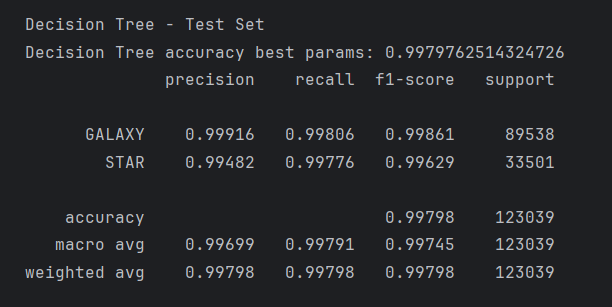 Decision Tree - Test Set
Decision Tree accuracy best params: 0.9979762514324726
precision recall f1-score support
GALAXY 0.99916 0.99806 0.99861 89538
STAR 0.99482 0.99776 0.99629 33501
accuracy 0.99798 123039
macro avg 0.99699 0.99791 0.99745 123039
weighted avg 0.99798 0.99798 0.99798 123039